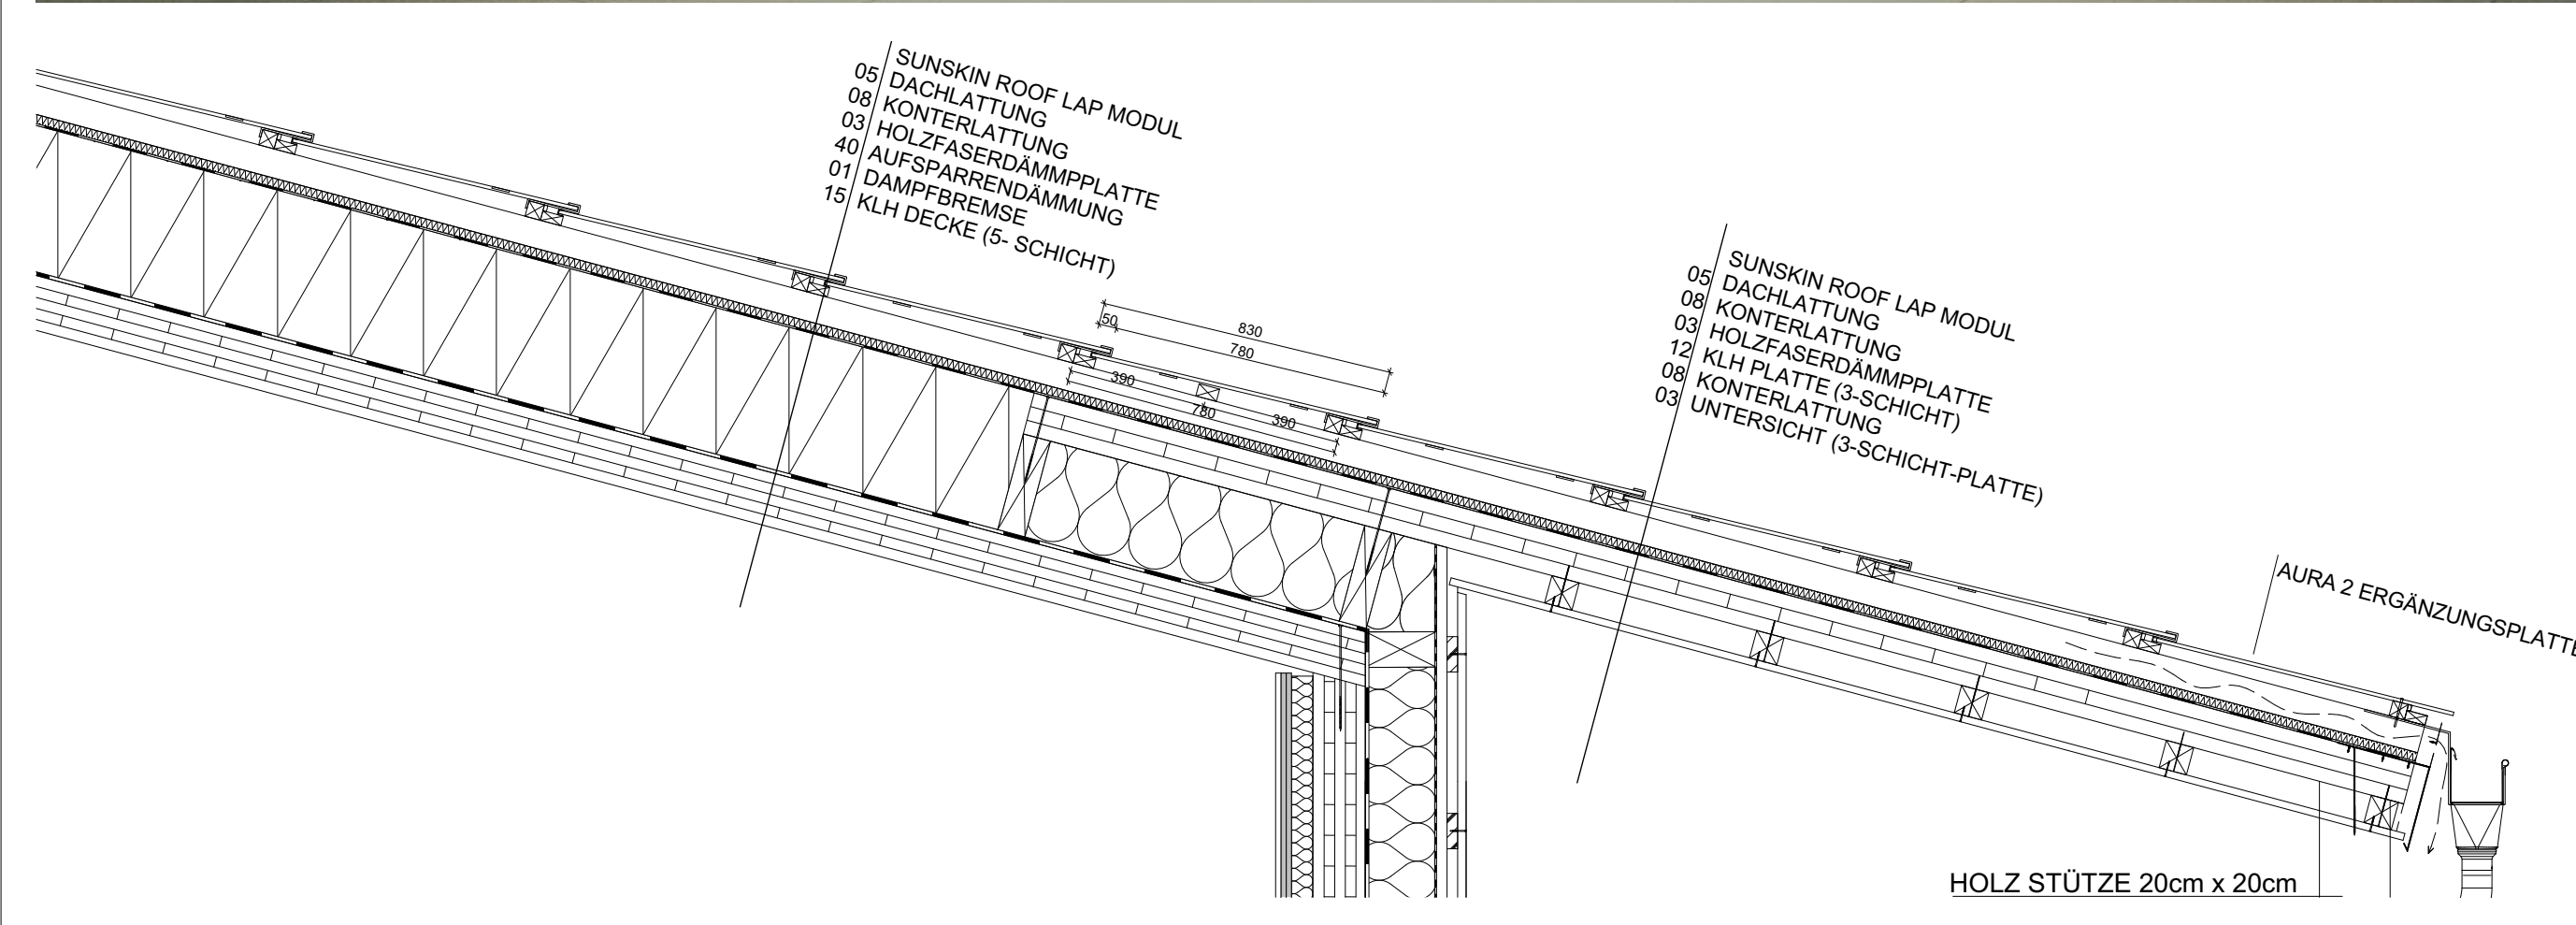 SUNSKIN ROOF LAP MODUL
05 DACHLATTUNG
08 KONTERLATTUNG
03 HOLZFASERDÄMMPPLATTE
40 AUFSPARRENDÄMMUNG
01 DAMPFBREMSE
15 KLH DECKE (5- SCHICHT)
830
50
780
390
780
390
SUNSKIN ROOF LAP MODUL
05 DACHLATTUNG
08 KONTERLATTUNG
03 HOLZFASERDÄMMPPLATTE
12 KLH PLATTE (3-SCHICHT)
08 KONTERLATTUNG
03 UNTERSICHT (3-SCHICHT-PLATTE)
AURA 2 ERGÄNZUNGSPLATTE
HOLZ STÜTZE 20cm x 20cm